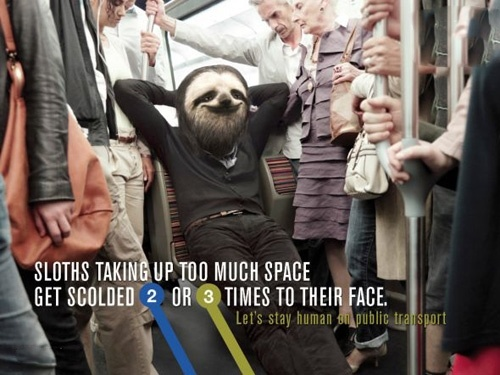 SLOTHS TAKING UP TOO MUCH SPACE
GET SCOLDED 2 OR 3 TIMES TO THEIR FACE.
Let's stay human on public transport